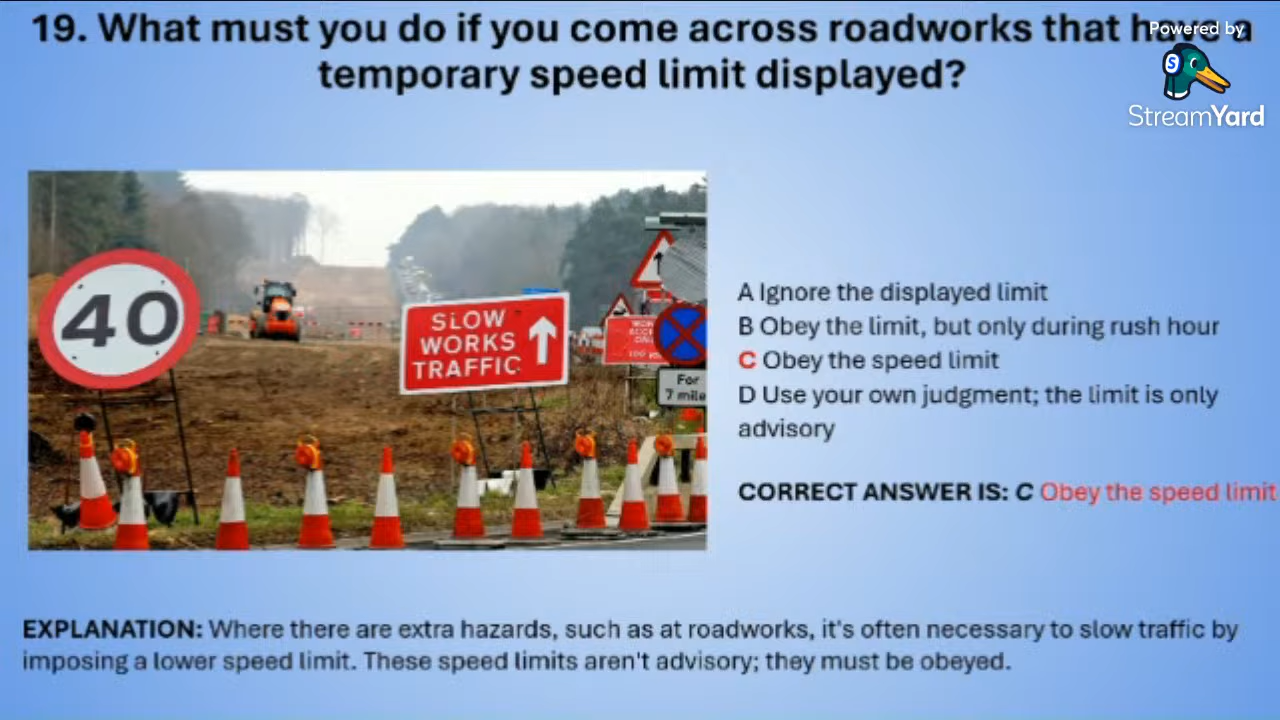 19. What must you do if you come across roadworks that have a
temporary speed limit displayed?
Powered by
S
StreamYard
40
SLOW
WORKS
TRAFFIC
For
7 mile
A Ignore the displayed limit
B Obey the limit, but only during rush hour
C Obey the speed limit
D Use your own judgment; the limit is only
advisory
CORRECT ANSWER IS: C Obey the speed limit
EXPLANATION: Where there are extra hazards, such as at roadworks, it's often necessary to slow traffic by
imposing a lower speed limit. These speed limits aren't advisory; they must be obeyed.